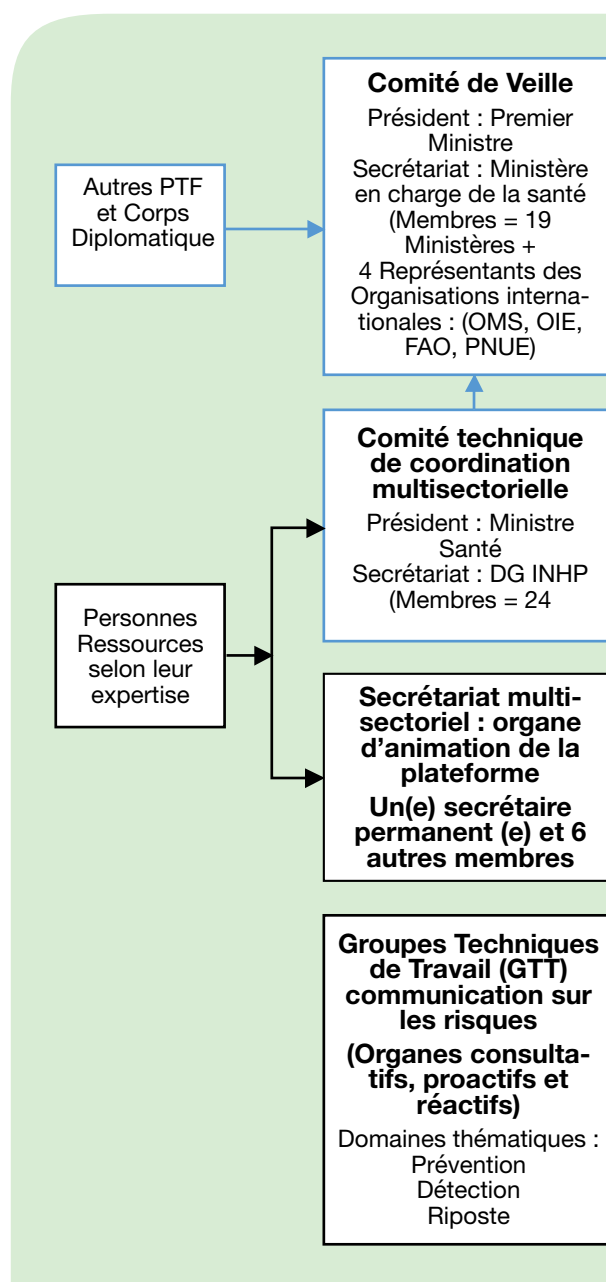 Comité de Veille
Président : Premier
Ministre
Secrétariat : Ministère
en charge de la santé
(Membres = 19
Ministères +
4 Représentants des
Organisations interna-
tionales : (OMS, OIE,
FAO, PNUE)
Autres PTF
et Corps
Diplomatique
Comité technique
de coordination
multisectorielle
Président : Ministre
Santé
Secrétariat : DG INHP
(Membres = 24
Personnes
Ressources
selon leur
expertise
Secrétariat multi-
sectoriel : organe
d’animation de la
plateforme
Un(e) secrétaire
permanent (e) et 6
autres membres
Groupes Techniques
de Travail (GTT)
communication sur
les risques
(Organes consulta-
tifs, proactifs et
réactifs)
Domaines thématiques :
Prévention
Détection
Riposte